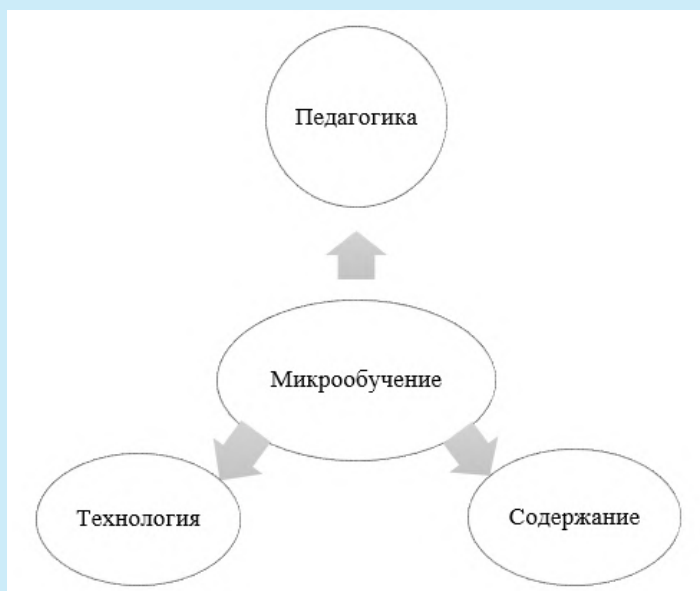 Педагогика
Микрообучение
Технология
Содержание